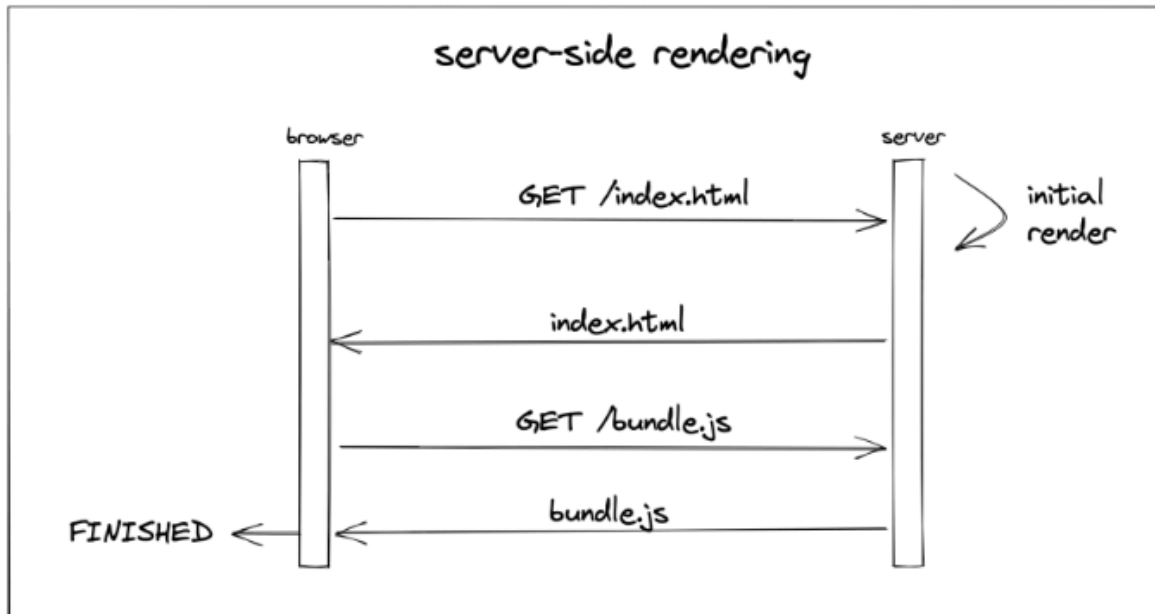 server-side rendering
browser
server
GET /index.html
initial
render
index.html
GET /bundle.js
bundle.js
FINISHED